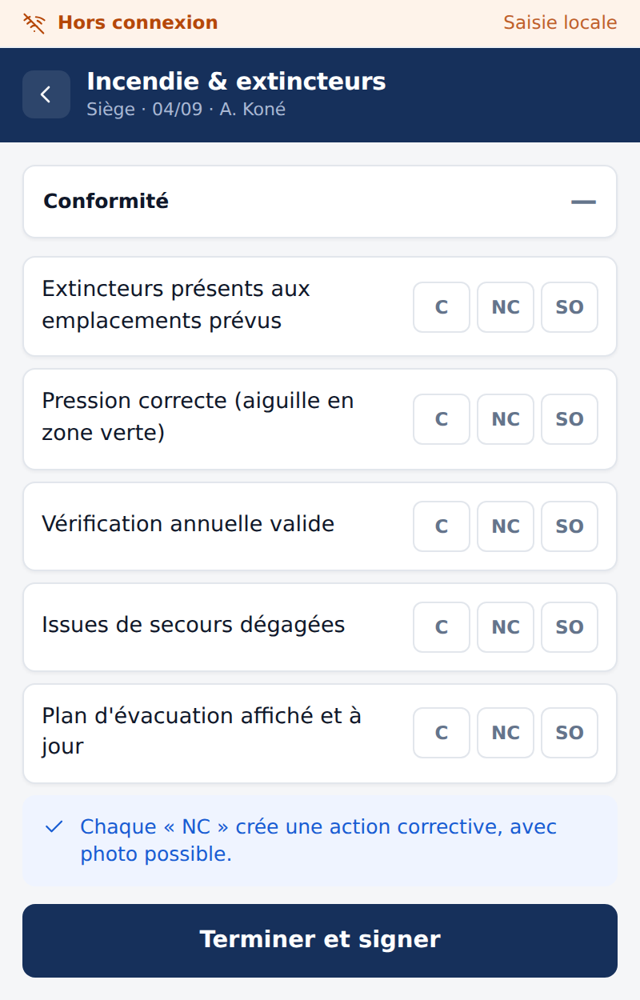 Hors connexion
Saisie locale
Incendie & extincteurs
Siège · 04/09 · A. Koné
Conformité
—
Extincteurs présents aux
emplacements prévus
C NC SO
Pression correcte (aiguille en
zone verte)
C NC SO
Vérification annuelle valide
C NC SO
Issues de secours dégagées
C NC SO
Plan d'évacuation affiché et à
jour
C NC SO
Chaque « NC » crée une action corrective, avec
photo possible.
Terminer et signer